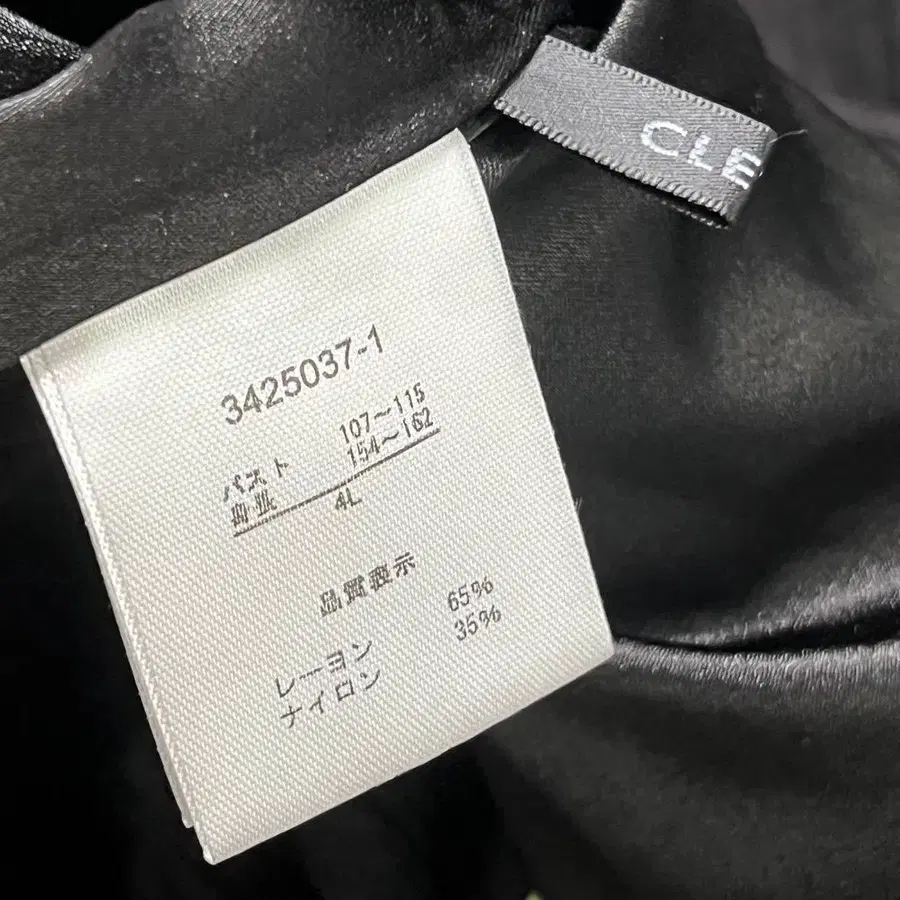 CLE
3425037-1
バスト 107～115
身長 154～162
4L
品質表示
レーヨン 65%
ナイロン 35%